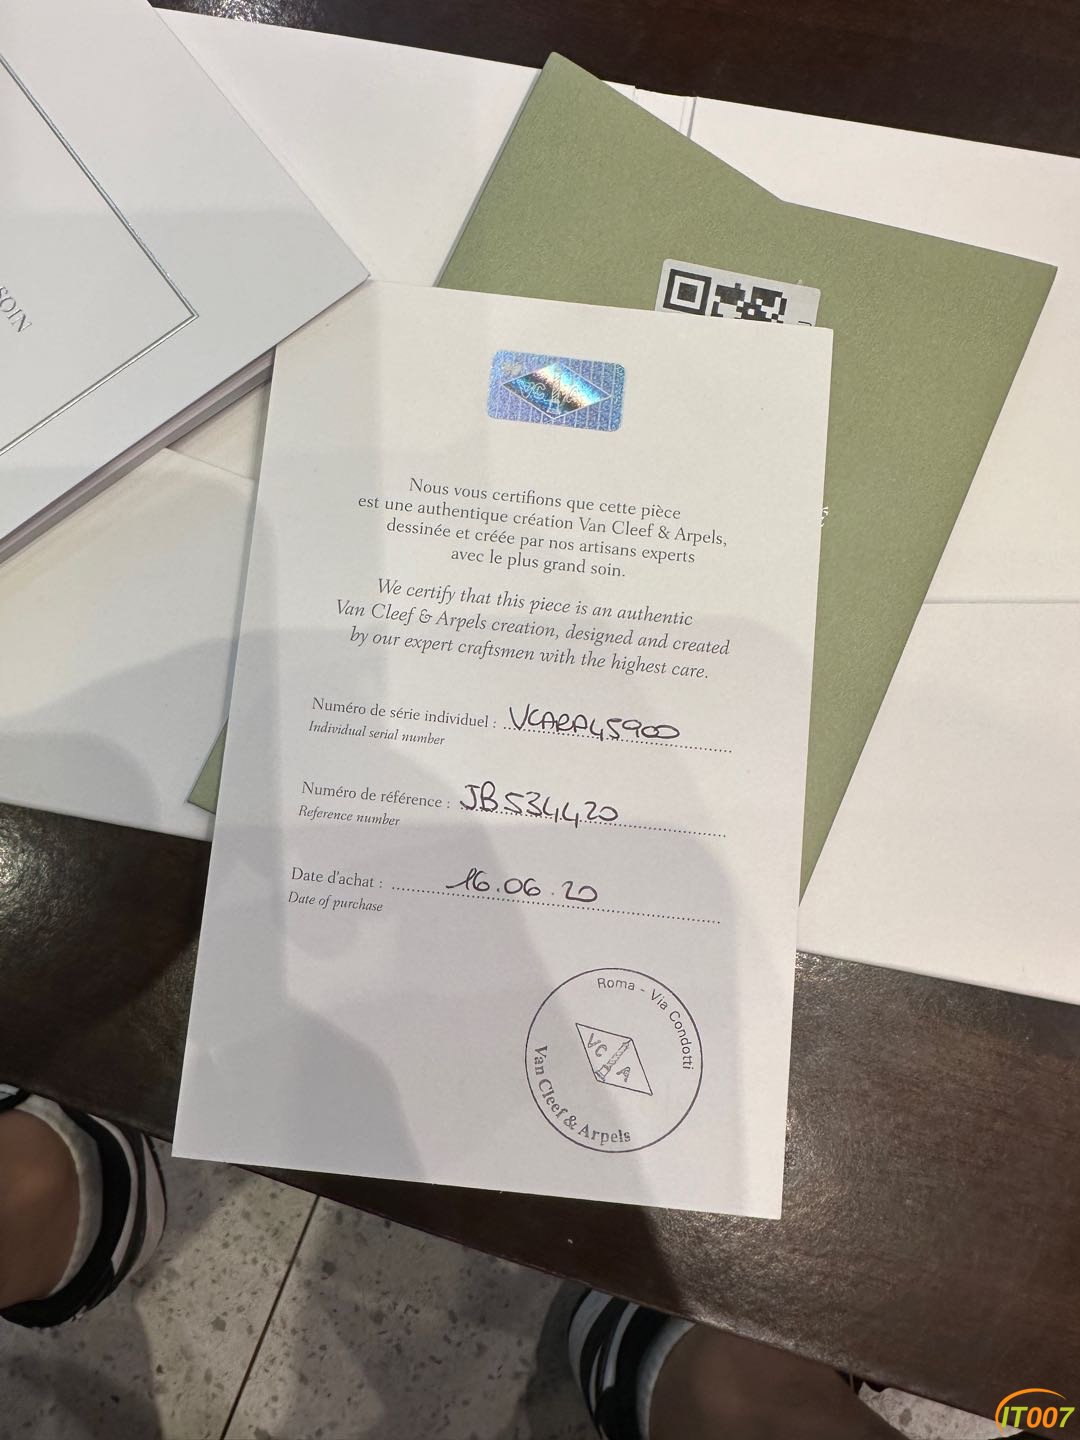 SOIN
Nous vous certifions que cette pièce
est une authentique création Van Cleef & Arpels,
dessinée et créée par nos artisans experts
avec le plus grand soin.
We certify that this piece is an authentic
Van Cleef & Arpels creation, designed and created
by our expert craftsmen with the highest care.
Numéro de série individuel : VCARP45900
Individual serial number
Numéro de référence : JB534420
Reference number
Date d'achat : 16.06.20
Date of purchase
Roma - Via Condotti
VC A
Van Cleef & Arpels
IT007